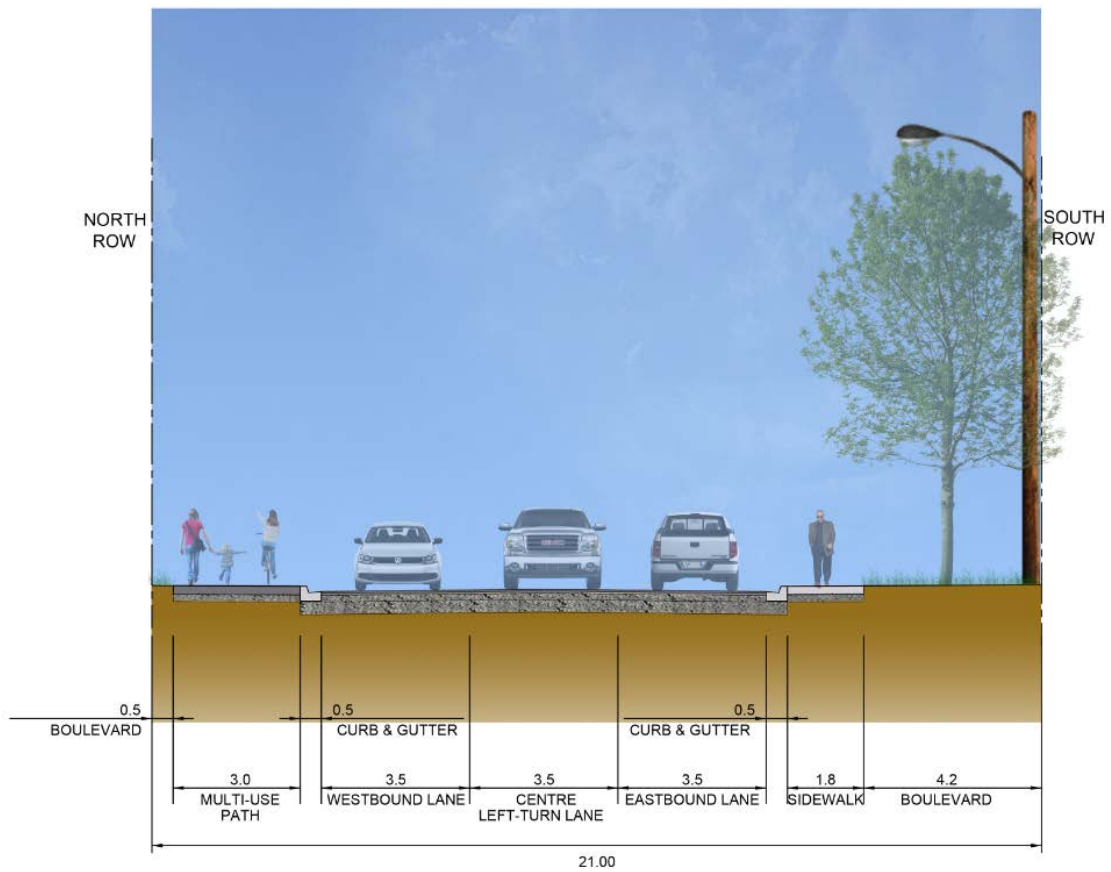 NORTH
ROW
SOUTH
ROW
0.5
BOULEVARD
0.5
CURB & GUTTER
0.5
CURB & GUTTER
3.0
MULTI-USE
PATH
3.5
WESTBOUND LANE
3.5
CENTRE
LEFT-TURN LANE
3.5
EASTBOUND LANE
1.8
SIDEWALK
4.2
BOULEVARD
21.00